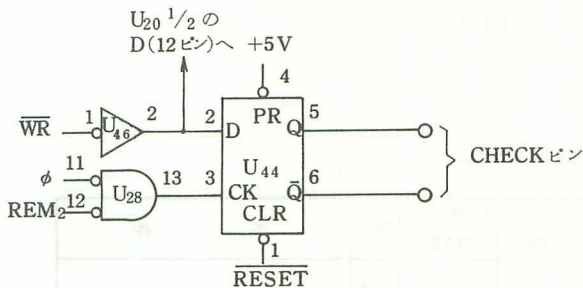 U20 1/2 の
D(12ピン)へ +5V
4
1 2 2 PR 5
WR U46 D Q
U44 CHECKピン
φ 11 13 3 6
U28 CK Q̄
REM2 12 CLR
1
RESET